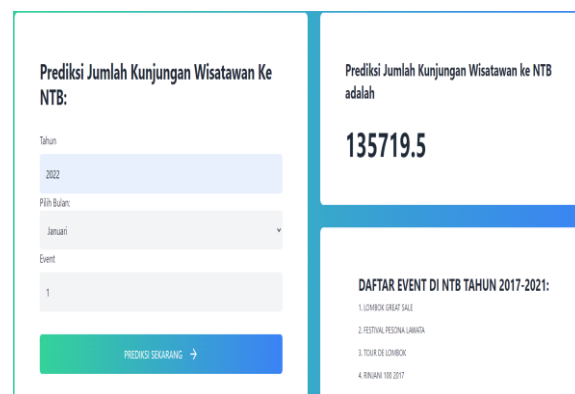 Prediksi Jumlah Kunjungan Wisatawan Ke
NTB:
Tahun
2022
Pilih Bulan:
Januari
Event
1
PREDIKSI SEKARANG →
Prediksi Jumlah Kunjungan Wisatawan ke NTB
adalah
135719.5
DAFTAR EVENT DI NTB TAHUN 2017-2021:
1. LOMBOK GREAT SALE
2. FESTIVAL PESONA LAWATA
3. TOUR DE LOMBOK
4. RINJANI 100 2017